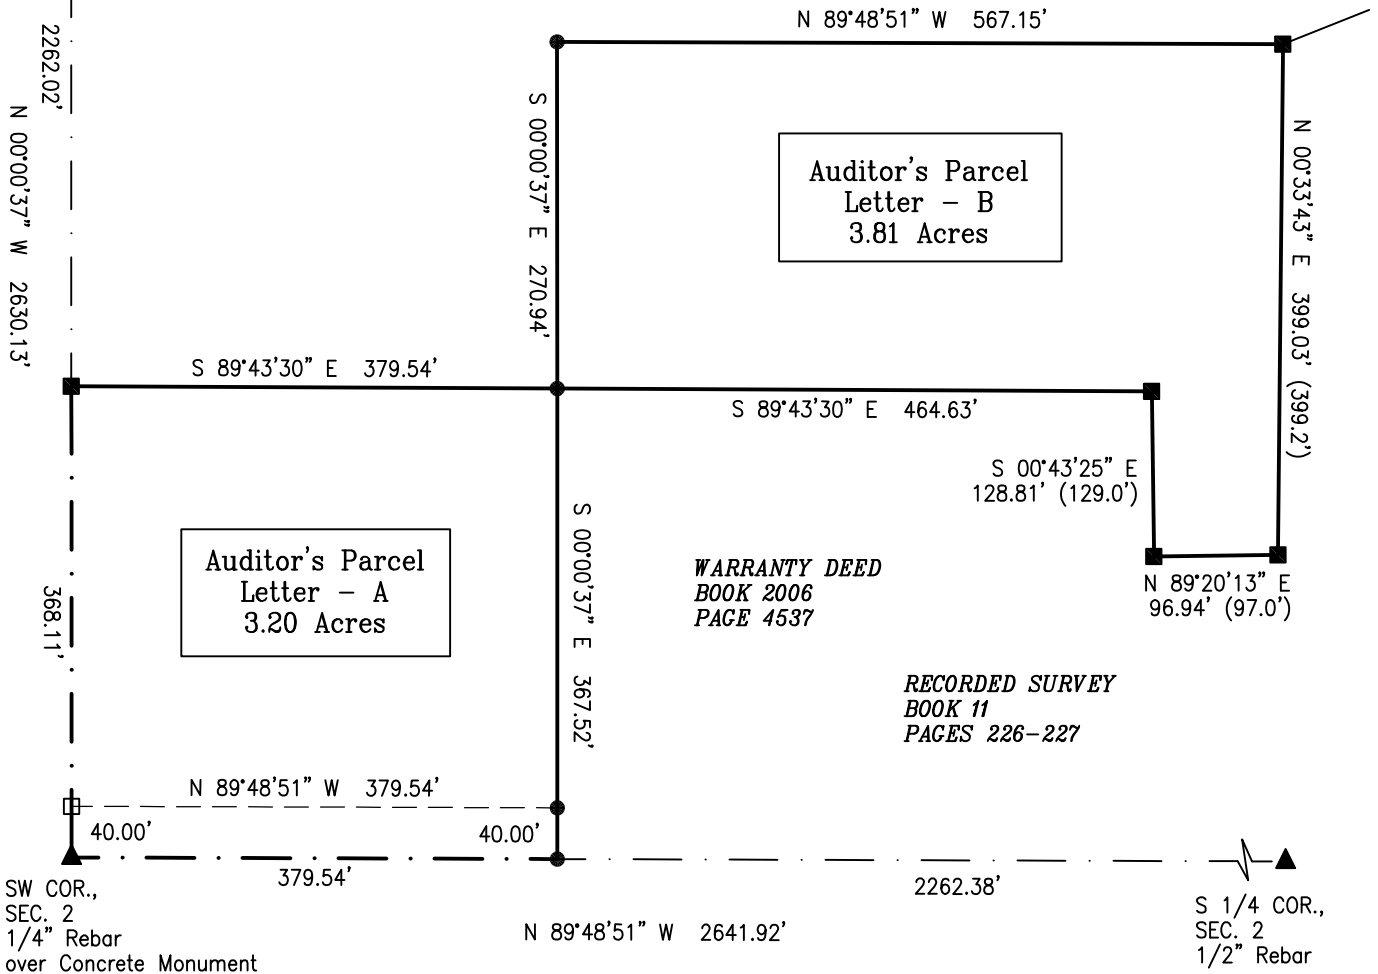 N 89°48'51" W 567.15'
2262.02'
N 00°00'37" W 2630.13'
S 00°00'37" E 270.94'
Auditor's Parcel
Letter - B
3.81 Acres
N 00°33'43" E 399.03' (399.2')
S 89°43'30" E 379.54'
S 89°43'30" E 464.63'
S 00°43'25" E
128.81' (129.0')
N 89°20'13" E
96.94' (97.0')
Auditor's Parcel
Letter - A
3.20 Acres
368.11'
S 00°00'37" E 367.52'
WARRANTY DEED
BOOK 2006
PAGE 4537
RECORDED SURVEY
BOOK 11
PAGES 226-227
N 89°48'51" W 379.54'
40.00'
40.00'
379.54'
2262.38'
SW COR.,
SEC. 2
1/4" Rebar
over Concrete Monument
N 89°48'51" W 2641.92'
S 1/4 COR.,
SEC. 2
1/2" Rebar